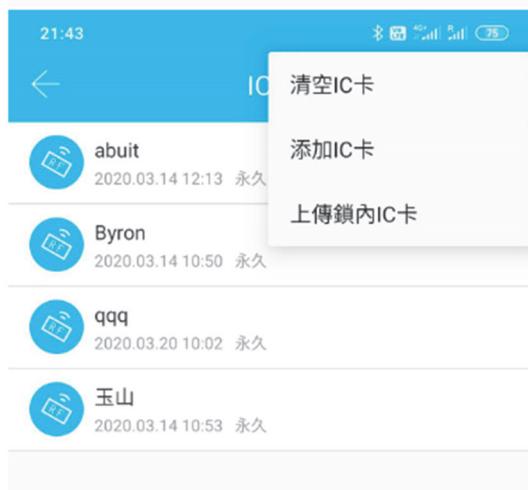 21:43
75
IC
清空IC卡
添加IC卡
上傳鎖內IC卡
abuit
2020.03.14 12:13 永久
Byron
2020.03.14 10:50 永久
qqq
2020.03.20 10:02 永久
玉山
2020.03.14 10:53 永久